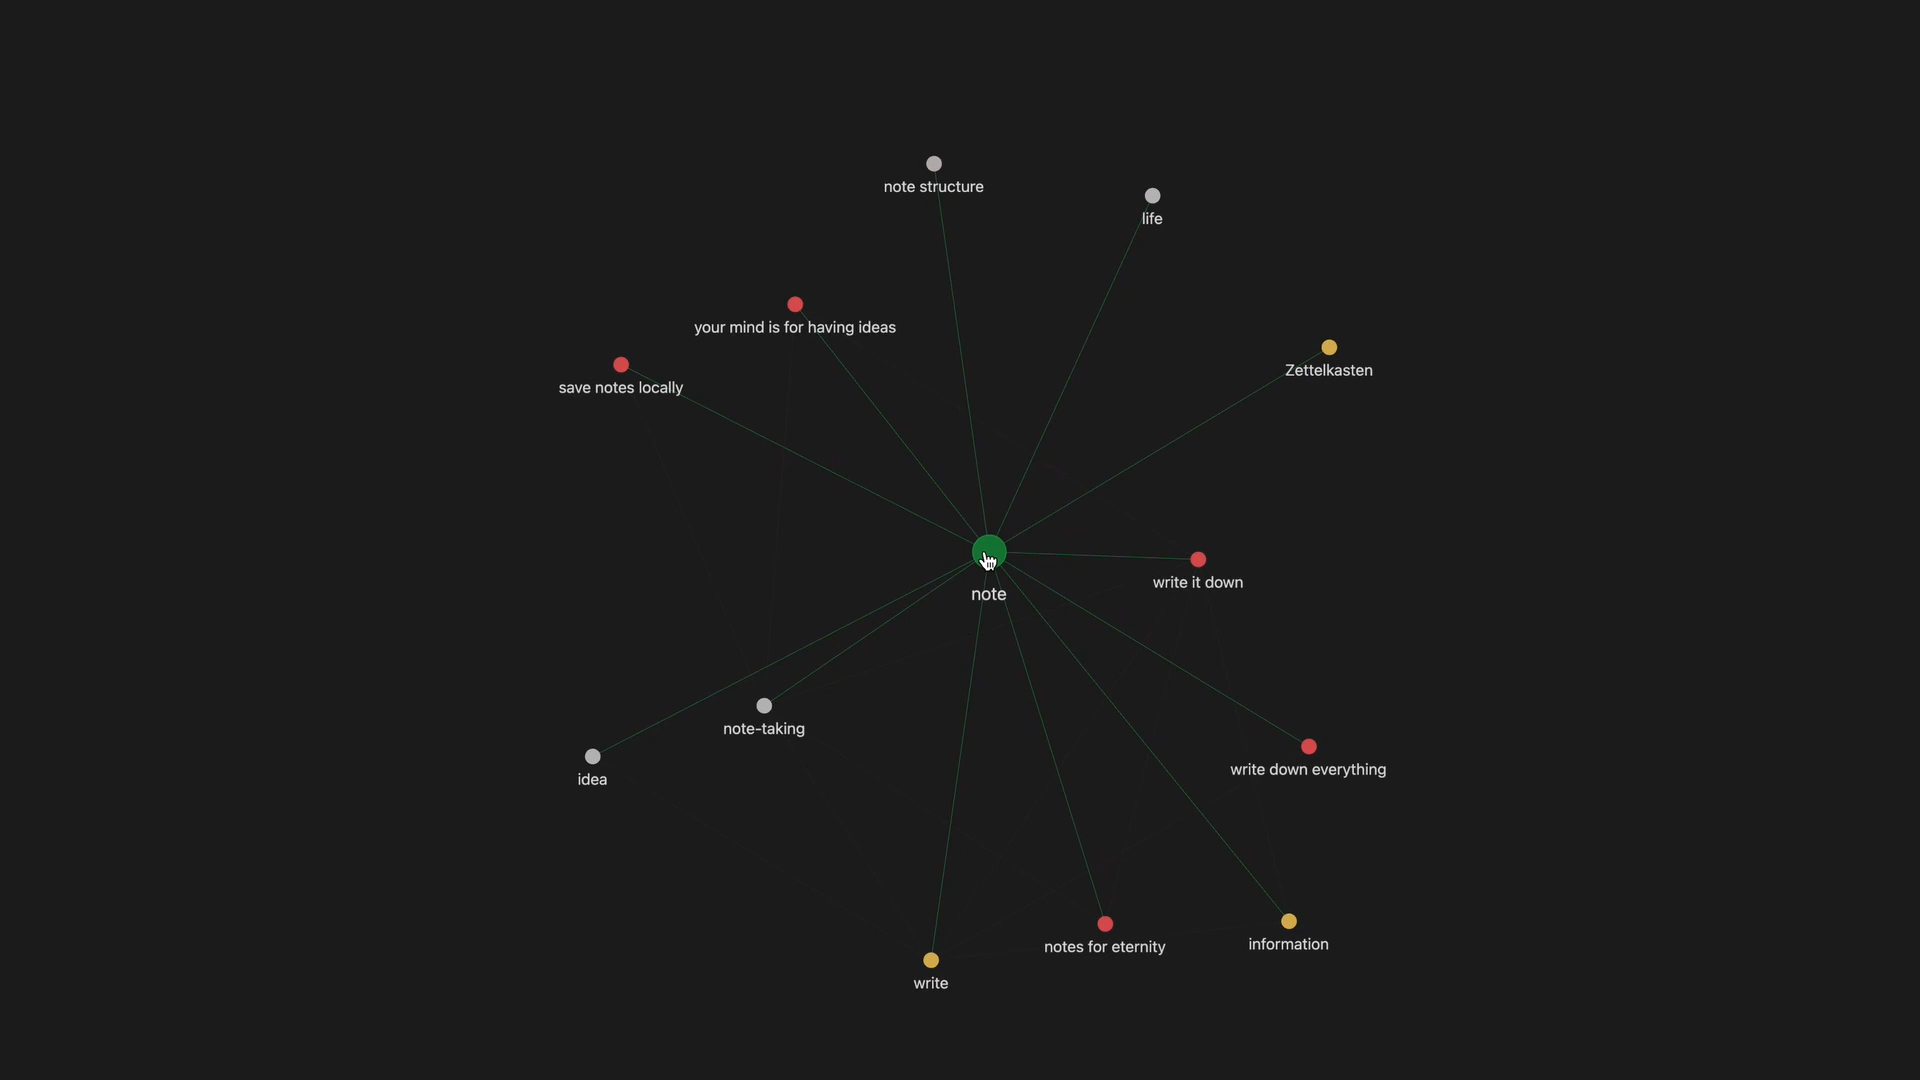 note structure
life
your mind is for having ideas
Zettelkasten
save notes locally
write it down
note
note-taking
write down everything
idea
notes for eternity
information
write